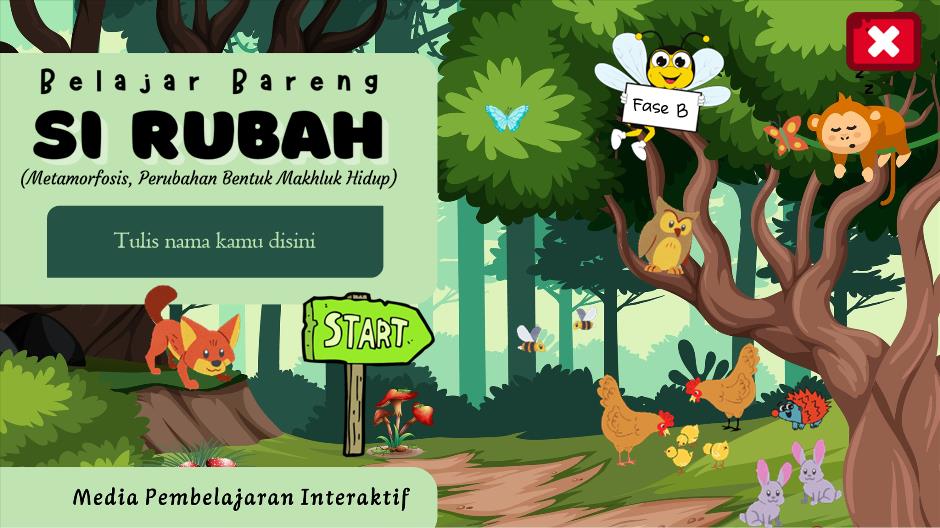 Belajar Bareng
SI RUBAH
(Metamorfosis, Perubahan Bentuk Makhluk Hidup)
Tulis nama kamu disini
START
Media Pembelajaran Interaktif
Fase B
z
z